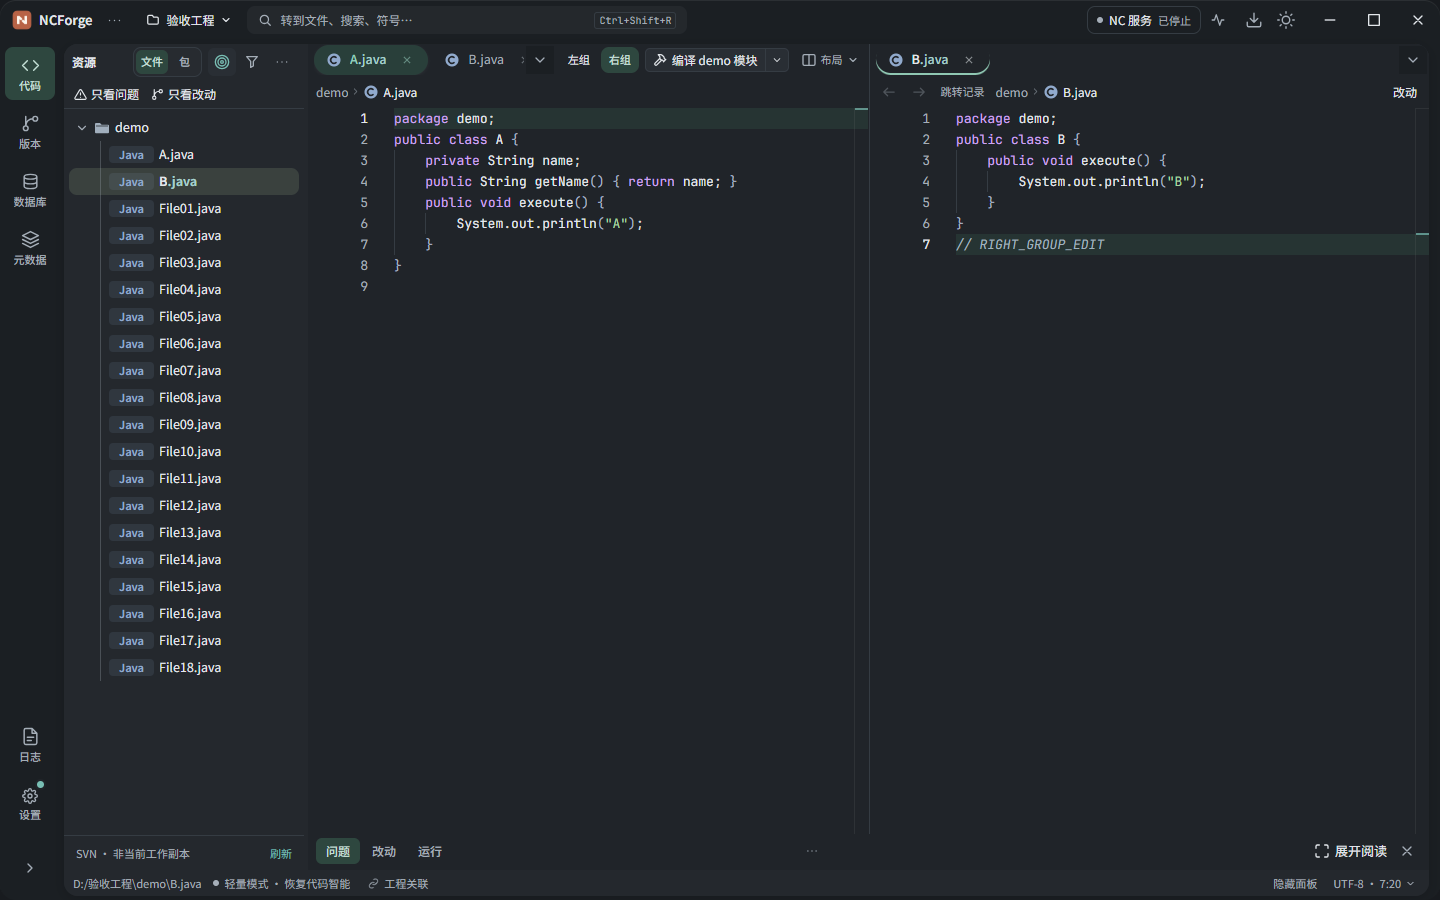 NCForge ··· 验收工程 转到文件、搜索、符号··· Ctrl+Shift+R NC 服务 已停止
代码
版本
数据库
元数据
日志
设置
资源 文件 包 ···
只看问题 只看改动
demo
Java A.java
Java B.java
Java File01.java
Java File02.java
Java File03.java
Java File04.java
Java File05.java
Java File06.java
Java File07.java
Java File08.java
Java File09.java
Java File10.java
Java File11.java
Java File12.java
Java File13.java
Java File14.java
Java File15.java
Java File16.java
Java File17.java
Java File18.java
SVN · 非当前工作副本 刷新
A.java B.java 左组 右组 编译 demo 模块 布局
demo A.java
1 package demo;
2 public class A {
3 private String name;
4 public String getName() { return name; }
5 public void execute() {
6 System.out.println("A");
7 }
8 }
9
B.java
跳转记录 demo B.java 改动
1 package demo;
2 public class B {
3 public void execute() {
4 System.out.println("B");
5 }
6 }
7 // RIGHT_GROUP_EDIT
问题 改动 运行 ··· 展开阅读
D:/验收工程\demo\B.java 轻量模式 · 恢复代码智能 工程关联 隐藏面板 UTF-8 · 7:20